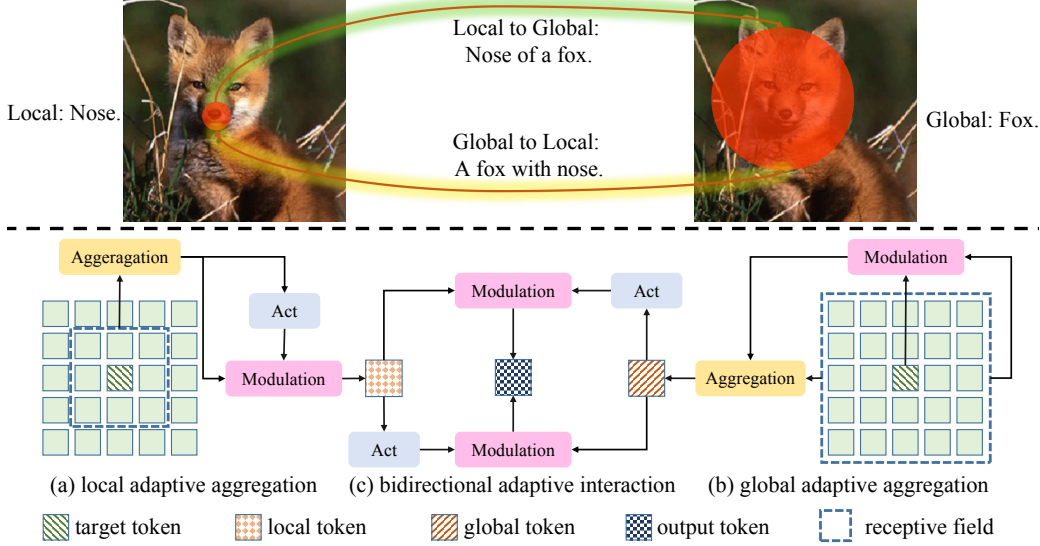 Local: Nose.
Local to Global:
Nose of a fox.
Global to Local:
A fox with nose.
Global: Fox.
Aggeragation
Act
Modulation
Modulation
Act
Act
Modulation
Modulation
Aggregation
(a) local adaptive aggregation
(c) bidirectional adaptive interaction
(b) global adaptive aggregation
target token
local token
global token
output token
receptive field